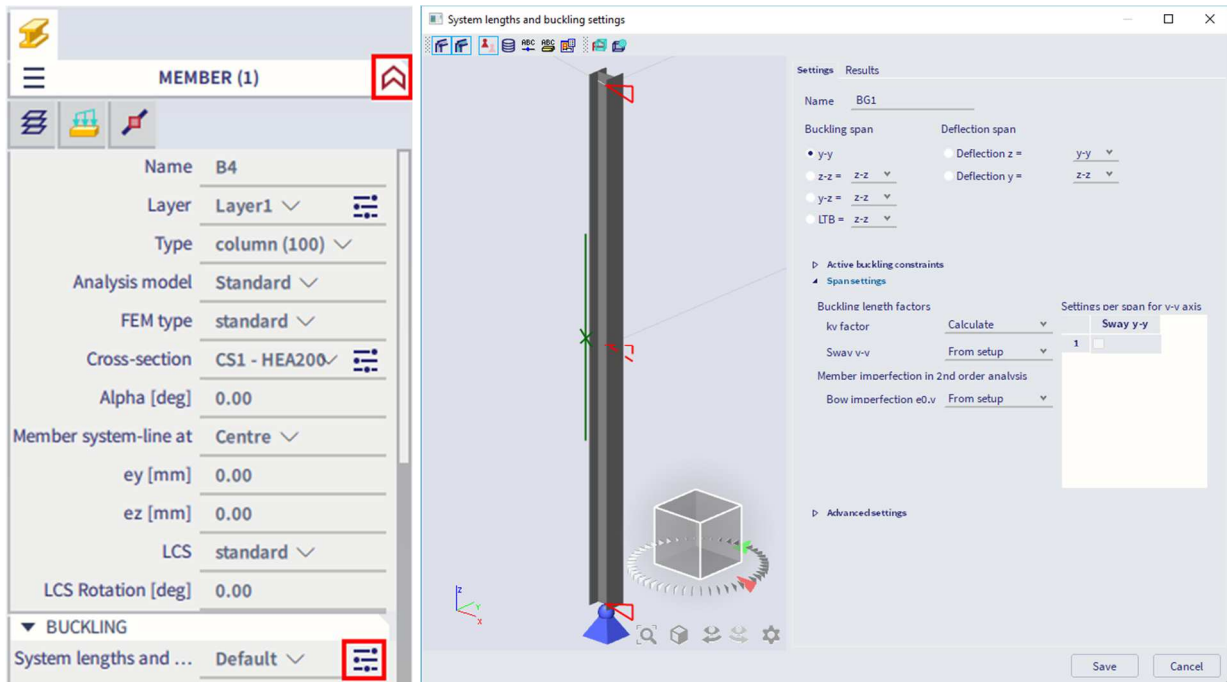 MEMBER (1)
Name B4
Layer Layer1
Type column (100)
Analysis model Standard
FEM type standard
Cross-section CS1 - HEA200
Alpha [deg] 0.00
Member system-line at Centre
ey [mm] 0.00
ez [mm] 0.00
LCS standard
LCS Rotation [deg] 0.00
BUCKLING
System lengths and ... Default
System lengths and buckling settings
ABC ABC
Z
Y
X
Settings Results
Name BG1
Buckling span Deflection span
y-y Deflection z = y-y
z-z = z-z Deflection y = z-z
y-z = z-z
LTB = z-z
Active buckling constraints
Span settings
Buckling length factors Settings per span for y-y axis
ky factor Calculate Sway y-y
1
Sway y-y From setup
Member imperfection in 2nd order analysis
Bow imperfection e0.y From setup
Advanced settings
Save Cancel